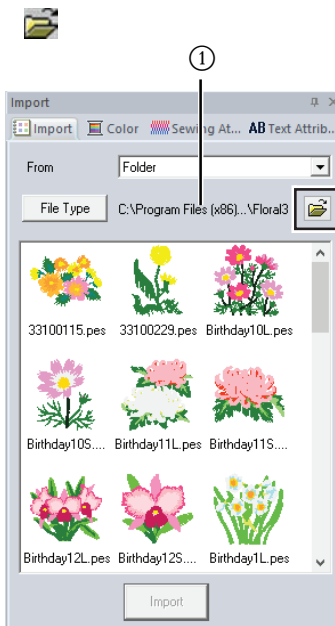 ①
Import
Import Color Sewing At... AB Text Attrib...
From Folder
File Type C:\Program Files (x86)...\Floral3
33100115.pes 33100229.pes Birthday10L.pes
Birthday10S.... Birthday11L.pes Birthday11S....
Birthday12L.pes Birthday12S.... Birthday1L.pes
Import